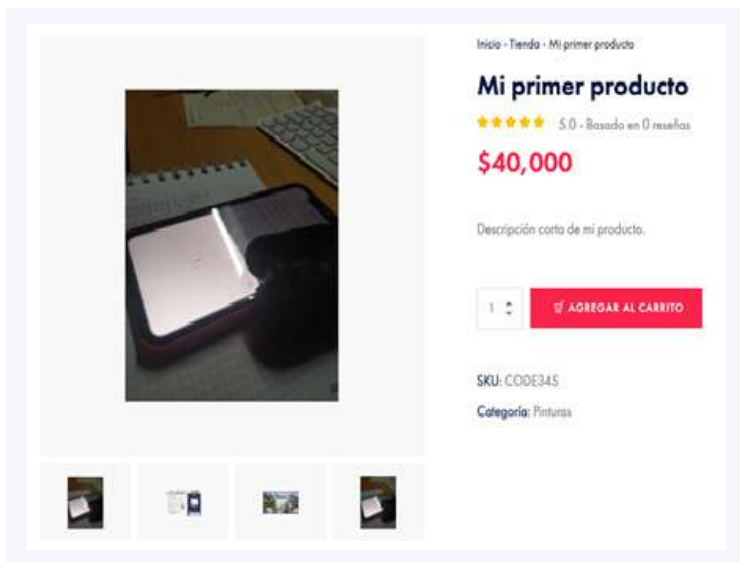 Inicio - Tienda - Mi primer producto
Mi primer producto
5.0 - Basado en 0 reseñas
$40,000
Descripción corta de mi producto.
1
AGREGAR AL CARRITO
SKU: CODE345
Categoría: Pinturas